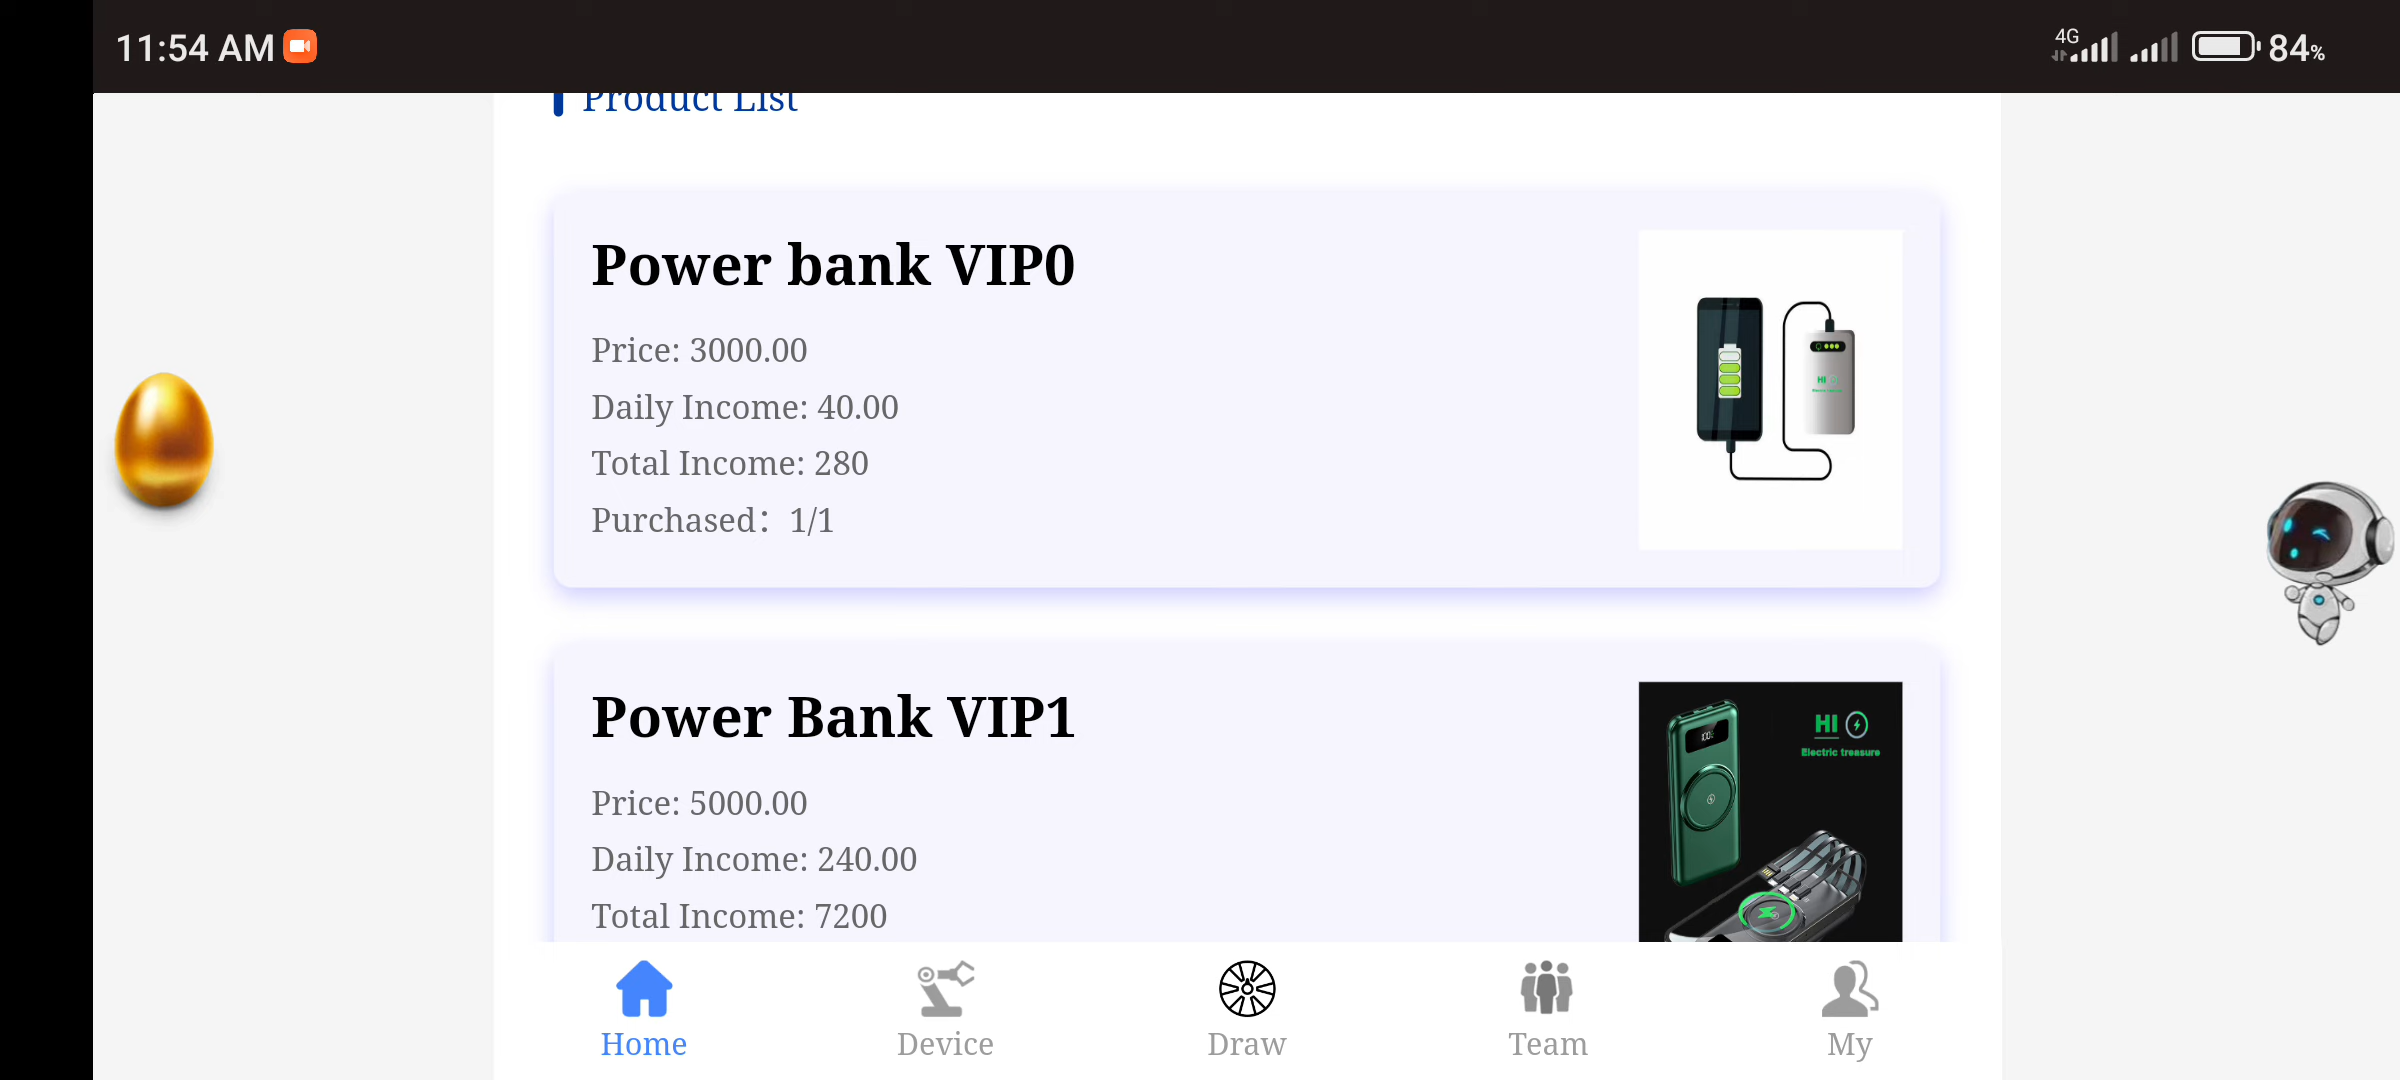 11:54 AM
4G
84%
Product List
Power bank VIP0
Price: 3000.00
Daily Income: 40.00
Total Income: 280
Purchased： 1/1
Power Bank VIP1
Price: 5000.00
Daily Income: 240.00
Total Income: 7200
HI
Electric treasure
Home
Device
Draw
Team
My